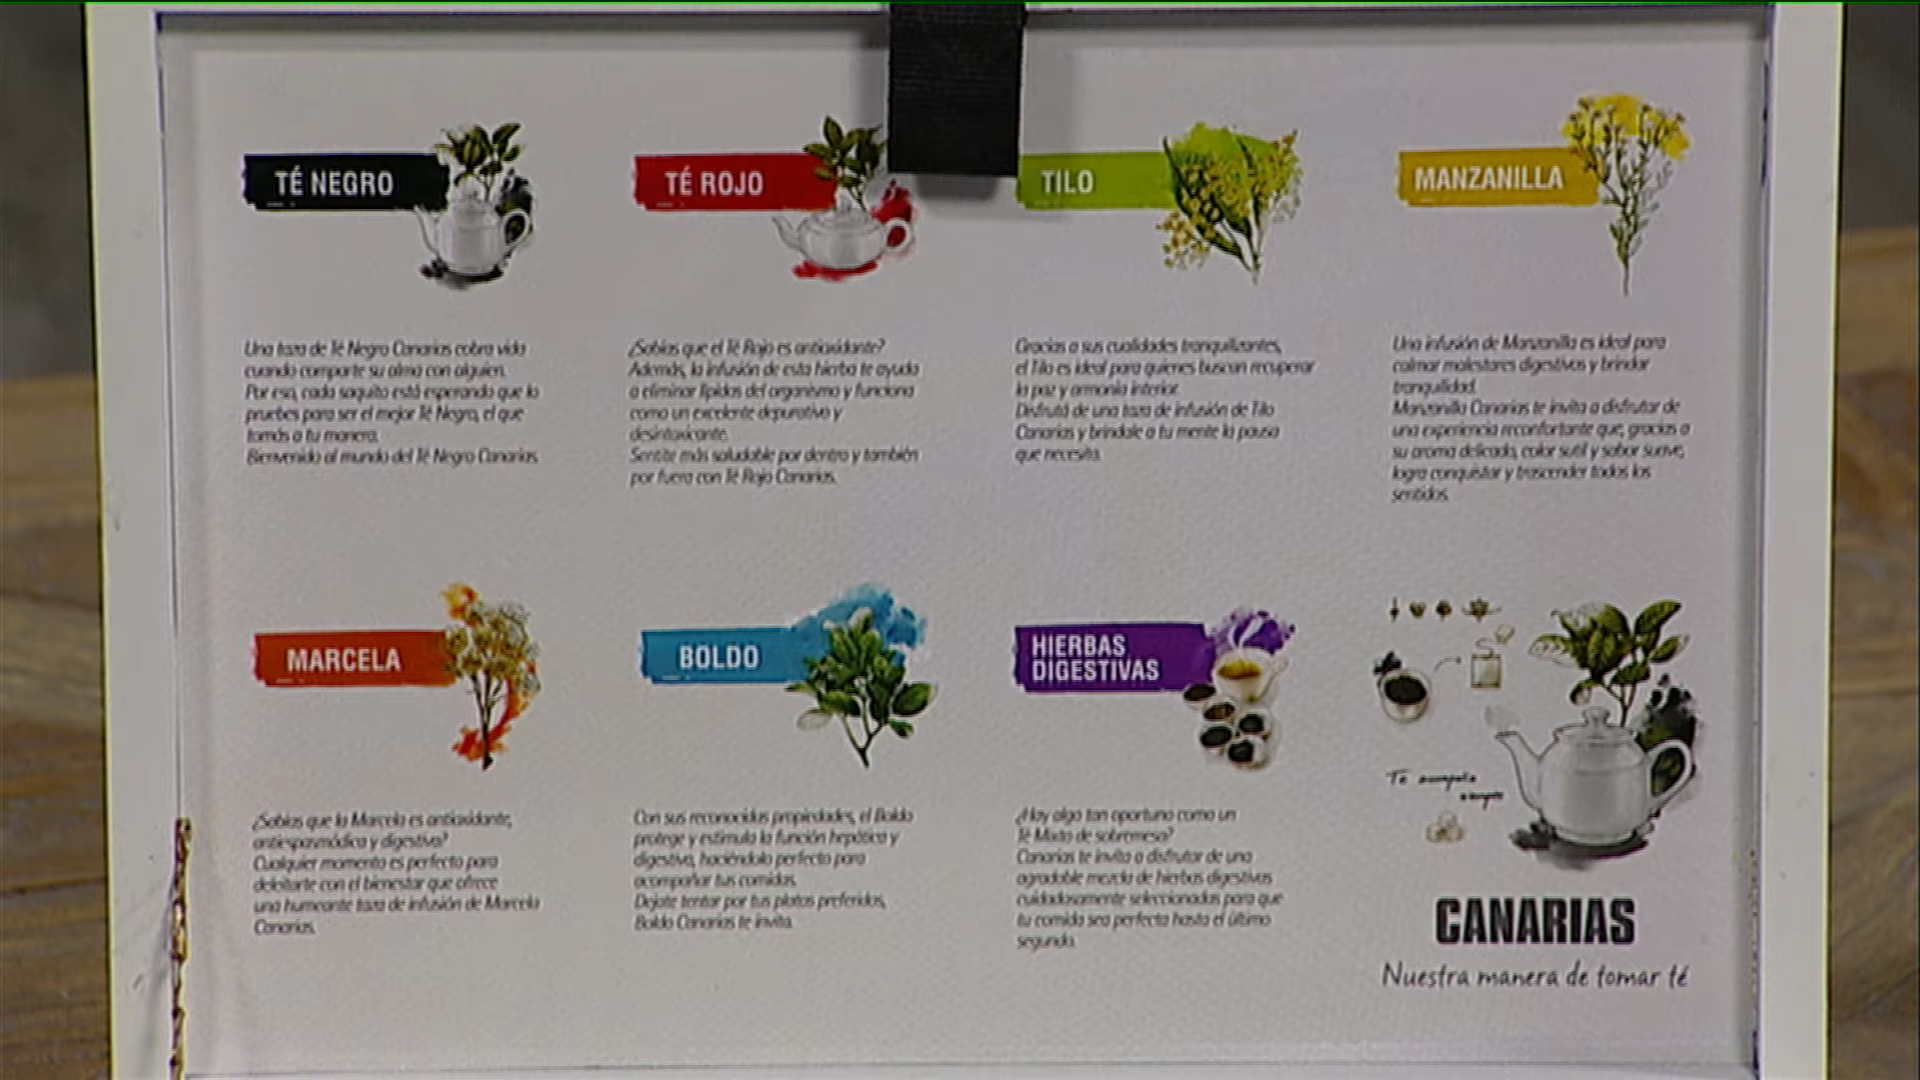 TÉ NEGRO
Una taza de Té Negro Canarias cobra vida
cuando comparte su alma con alguien.
Por eso, cada saquito está esperando que lo
pruebes para ser el mejor Té Negro, el que
tomás a tu manera.
Bienvenido al mundo del Té Negro Canarias.
TÉ ROJO
¿Sabías que el Té Rojo es antioxidante?
Además, la infusión de esta hierba te ayuda
a eliminar lípidos del organismo y funciona
como un excelente depurativo y
desintoxicante.
Sentite más saludable por dentro y también
por fuera con Té Rojo Canarias.
TILO
Gracias a sus cualidades tranquilizantes,
el Tilo es ideal para quienes buscan recuperar
la paz y armonía interior.
Disfrutá de una taza de infusión de Tilo
Canarias y brindale a tu mente la pausa
que necesita.
MANZANILLA
Una infusión de Manzanilla es ideal para
calmar malestares digestivos y brindar
tranquilidad.
Manzanilla Canarias te invita a disfrutar de
una experiencia reconfortante que, gracias a
su aroma delicado, color sutil y sabor suave,
logra conquistar y trascender todos los
sentidos.
MARCELA
¿Sabías que la Marcela es antioxidante,
antiespasmódica y digestiva?
Cualquier momento es perfecto para
deleitarte con el bienestar que ofrece
una humeante taza de infusión de Marcela
Canarias.
BOLDO
Con sus reconocidas propiedades, el Boldo
protege y estimula la función hepática y
digestiva, haciéndolo perfecto para
acompañar tus comidas.
Dejate tentar por tus platos preferidos,
Boldo Canarias te invita.
HIERBAS
DIGESTIVAS
¿Hay algo tan oportuno como un
Té Mixto de sobremesa?
Canarias te invita a disfrutar de una
agradable mezcla de hierbas digestivas
cuidadosamente seleccionadas para que
tu comida sea perfecta hasta el último
segundo.
Té
CANARIAS
Nuestra manera de tomar té